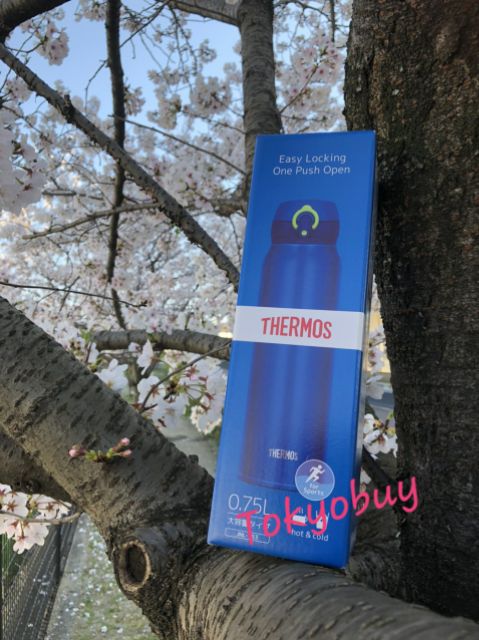 Easy Locking
One Push Open
THERMOS
THERMOS
for
Sports
0.75L
hot & cold
Tokyobuy